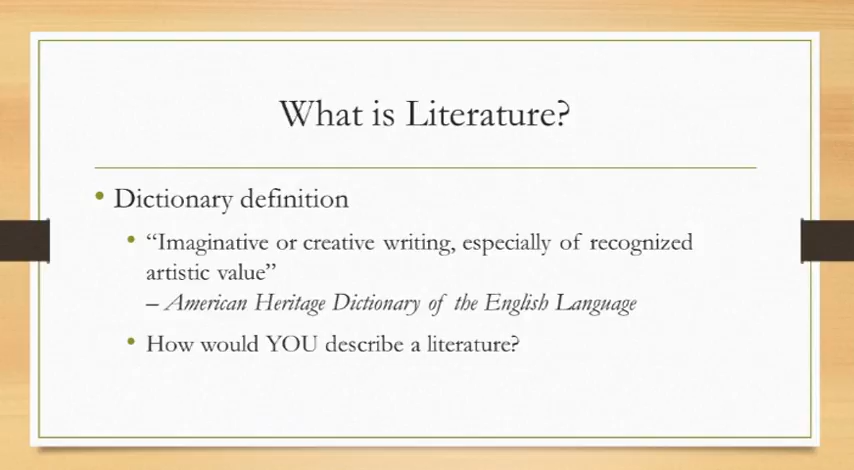 What is Literature?
• Dictionary definition
• “Imaginative or creative writing, especially of recognized
artistic value”
– American Heritage Dictionary of the English Language
• How would YOU describe a literature?